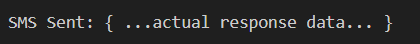 SMS Sent: { ...actual response data... }